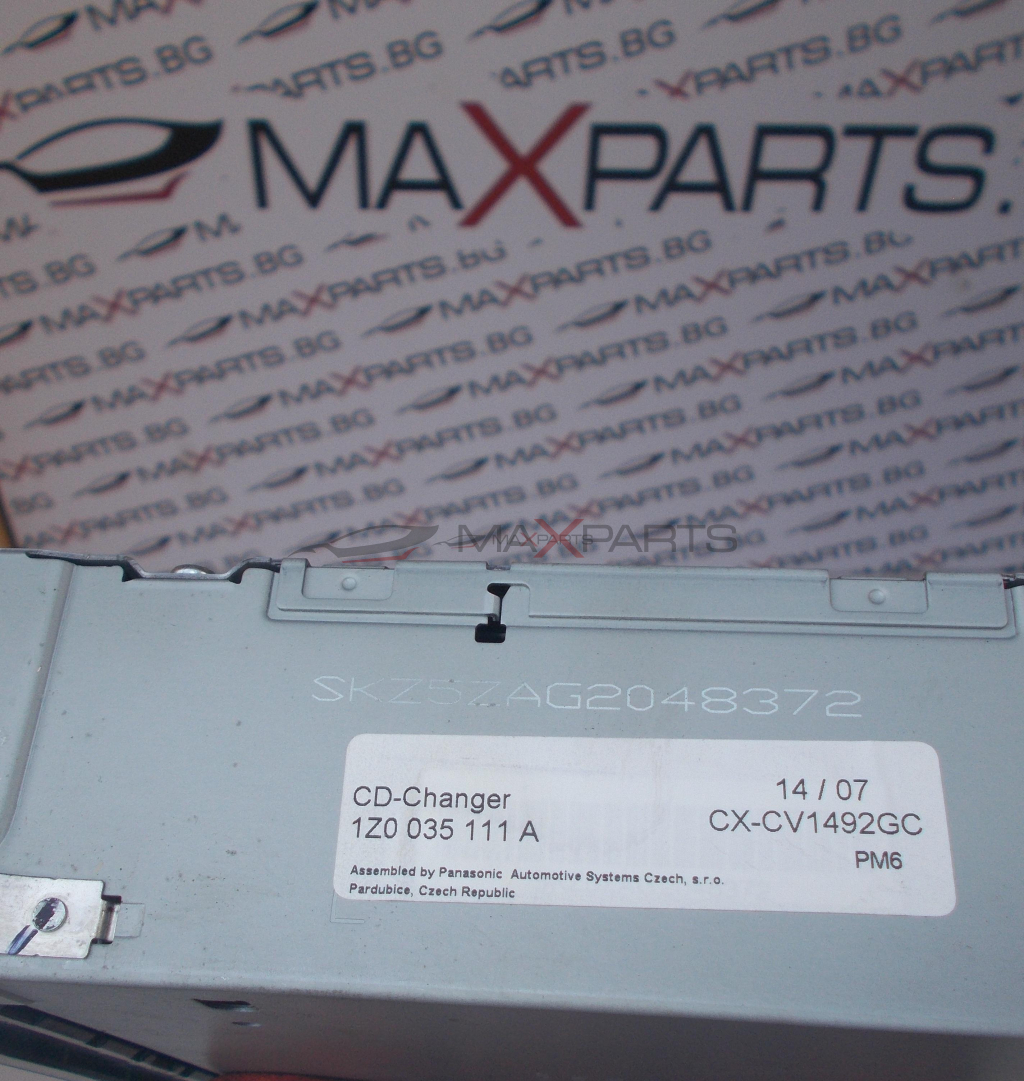 MAXPARTS.
MAXPARTS
SKZ5ZAG2048372
CD-Changer
14 / 07
1Z0 035 111 A
CX-CV1492GC
PM6
Assembled by Panasonic Automotive Systems Czech, s.r.o.
Pardubice, Czech Republic